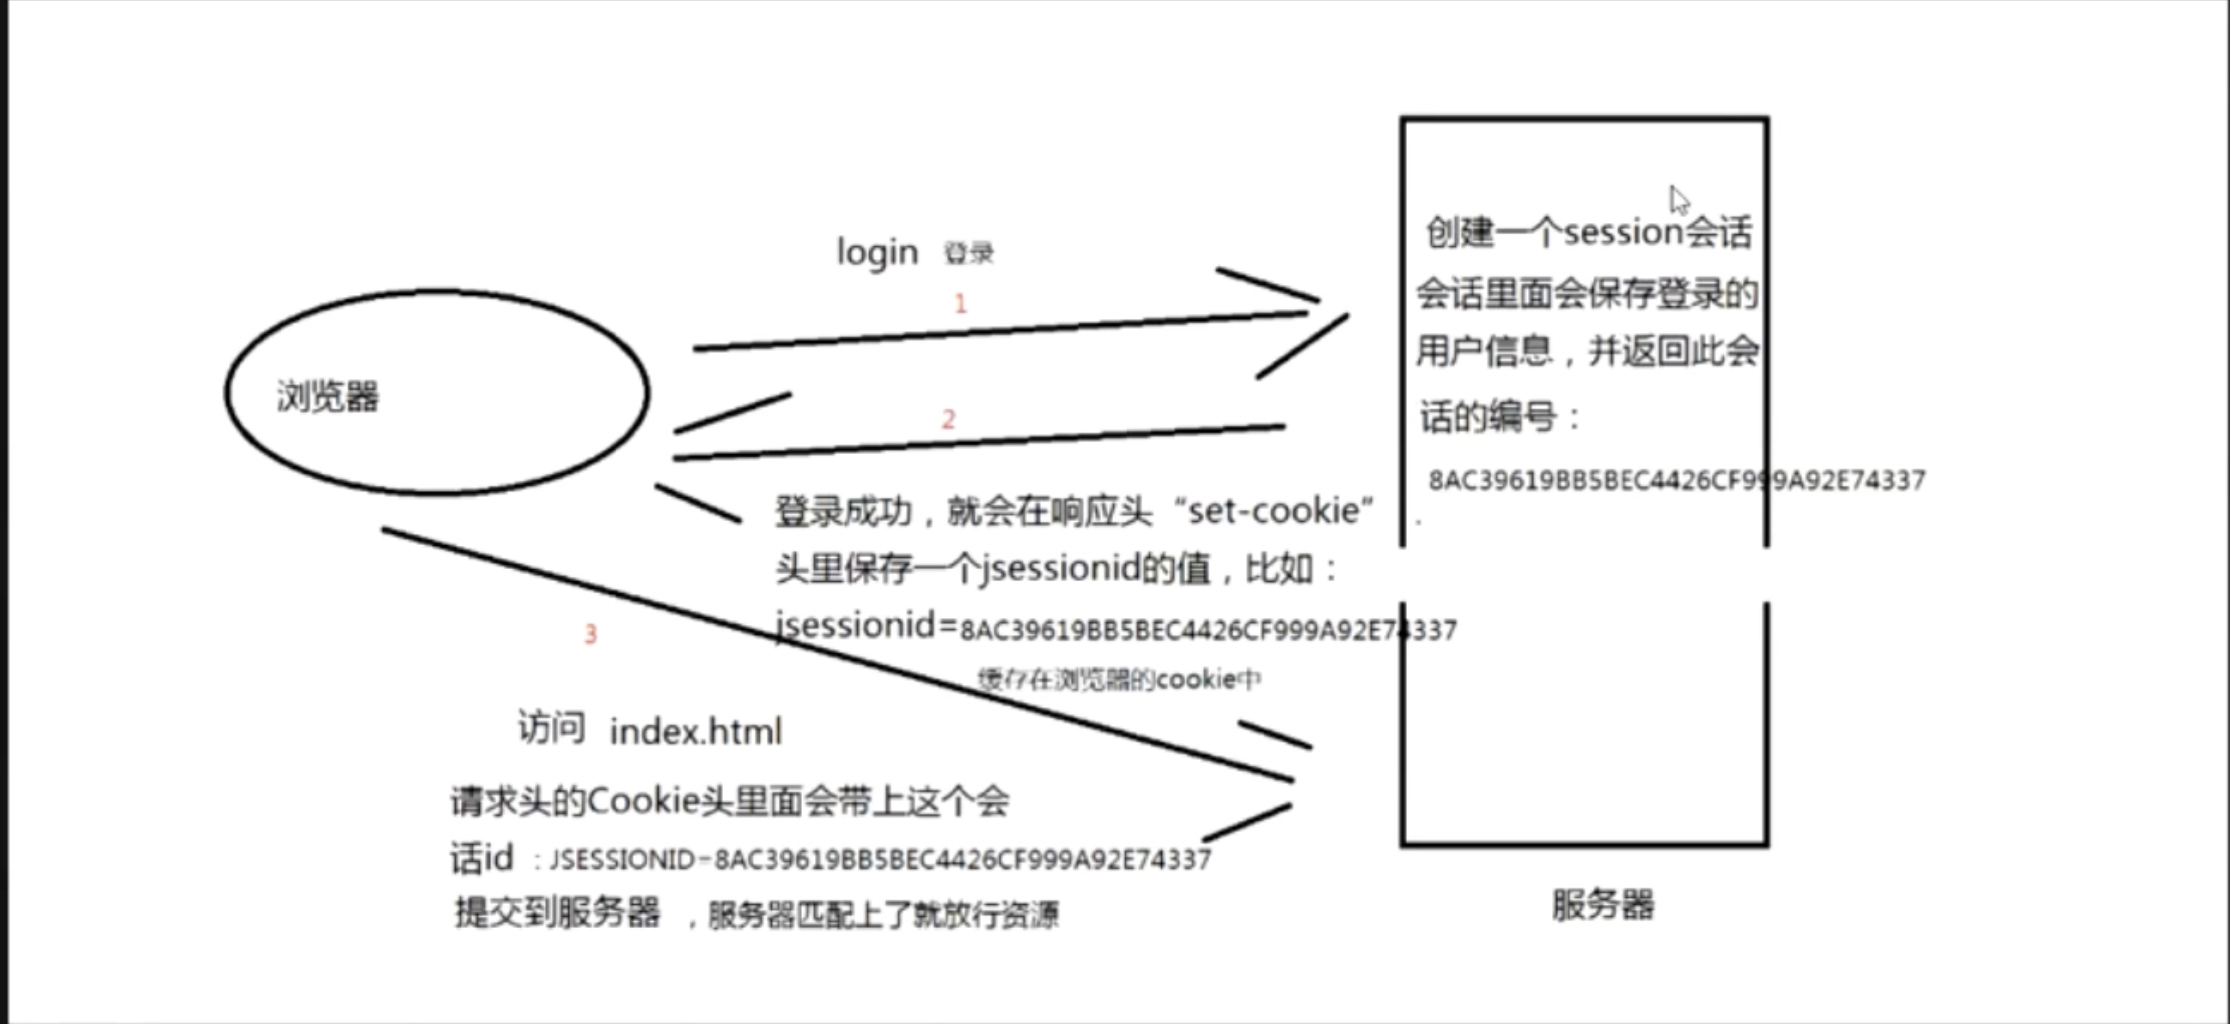 login 登录
1
浏览器
2
创建一个session会话
会话里面会保存登录的
用户信息，并返回此会
话的编号：
8AC39619BB5BEC4426CF999A92E74337
登录成功，就会在响应头“set-cookie”
头里保存一个jsessionid的值，比如：
jsessionid=8AC39619BB5BEC4426CF999A92E74337
缓存在浏览器的cookie中
3
访问 index.html
请求头的Cookie头里面会带上这个会
话id ：JSESSIONID=8AC39619BB5BEC4426CF999A92E74337
提交到服务器 ，服务器匹配上了就放行资源
服务器